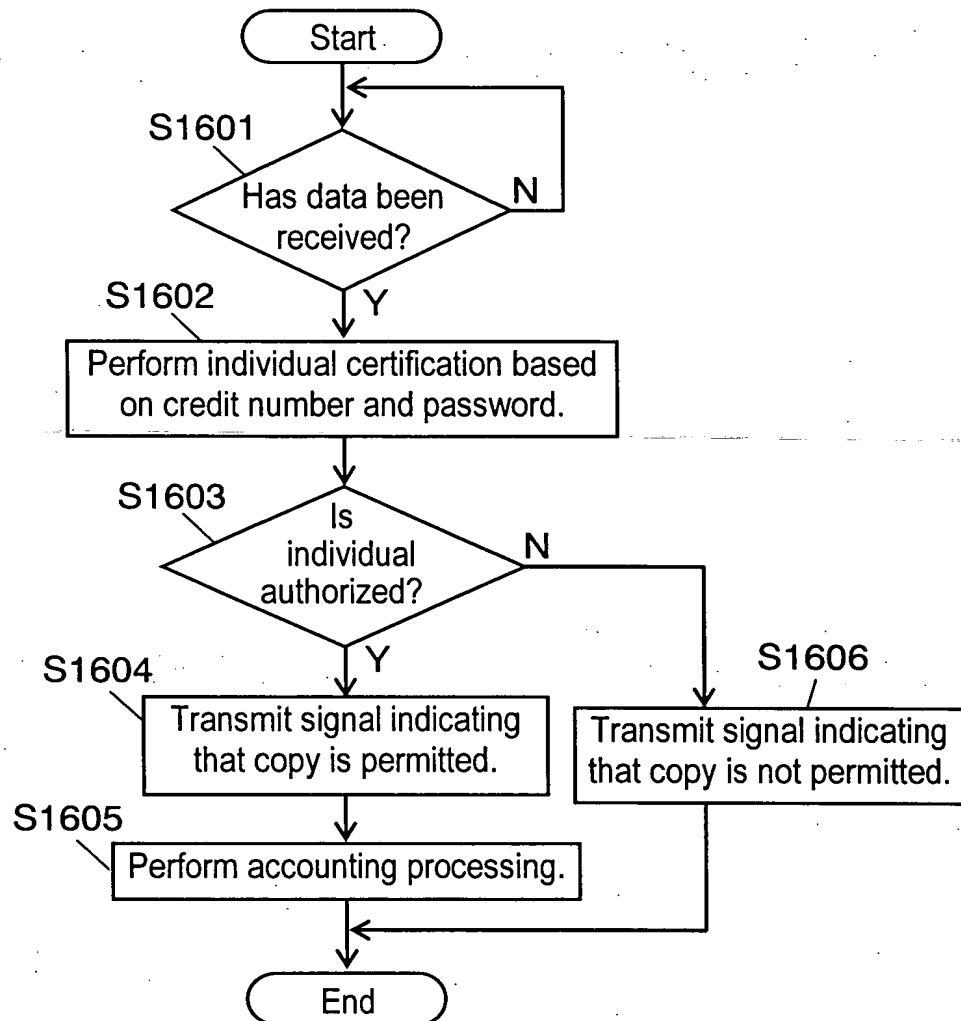 Start
S1601
Has data been
received?
N
Y
S1602
Perform individual certification based
on credit number and password.
S1603
Is
individual
authorized?
N
Y
S1604
Transmit signal indicating
that copy is permitted.
S1606
Transmit signal indicating
that copy is not permitted.
S1605
Perform accounting processing.
End